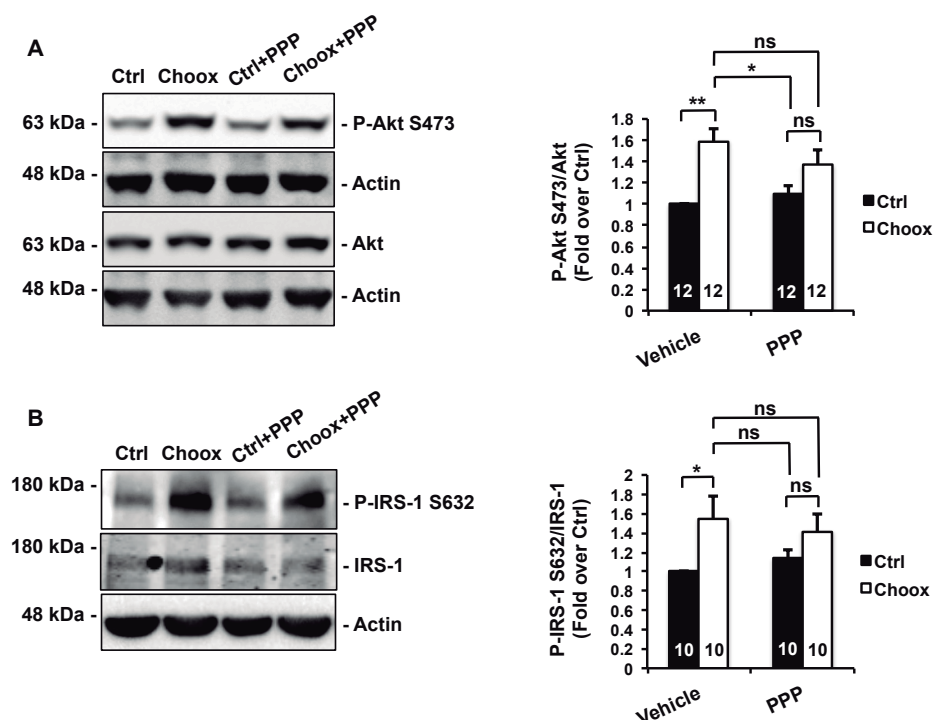 A
Ctrl Choox Ctrl+PPP Choox+PPP
63 kDa - - P-Akt S473
48 kDa - - Actin
63 kDa - - Akt
48 kDa - - Actin
ns
*
** ns
P-Akt S473/Akt
(Fold over Ctrl)
1.8
1.6
1.4
1.2
1
0.8
0.6
0.4
0.2
0
12 12 12 12
Vehicle PPP
Ctrl
Choox
B
Ctrl Choox Ctrl+PPP Choox+PPP
180 kDa - - P-IRS-1 S632
180 kDa - - IRS-1
48 kDa - - Actin
ns
ns
* ns
P-IRS-1 S632/IRS-1
(Fold over Ctrl)
2
1.8
1.6
1.4
1.2
1
0.8
0.6
0.4
0.2
0
10 10 10 10
Vehicle PPP
Ctrl
Choox